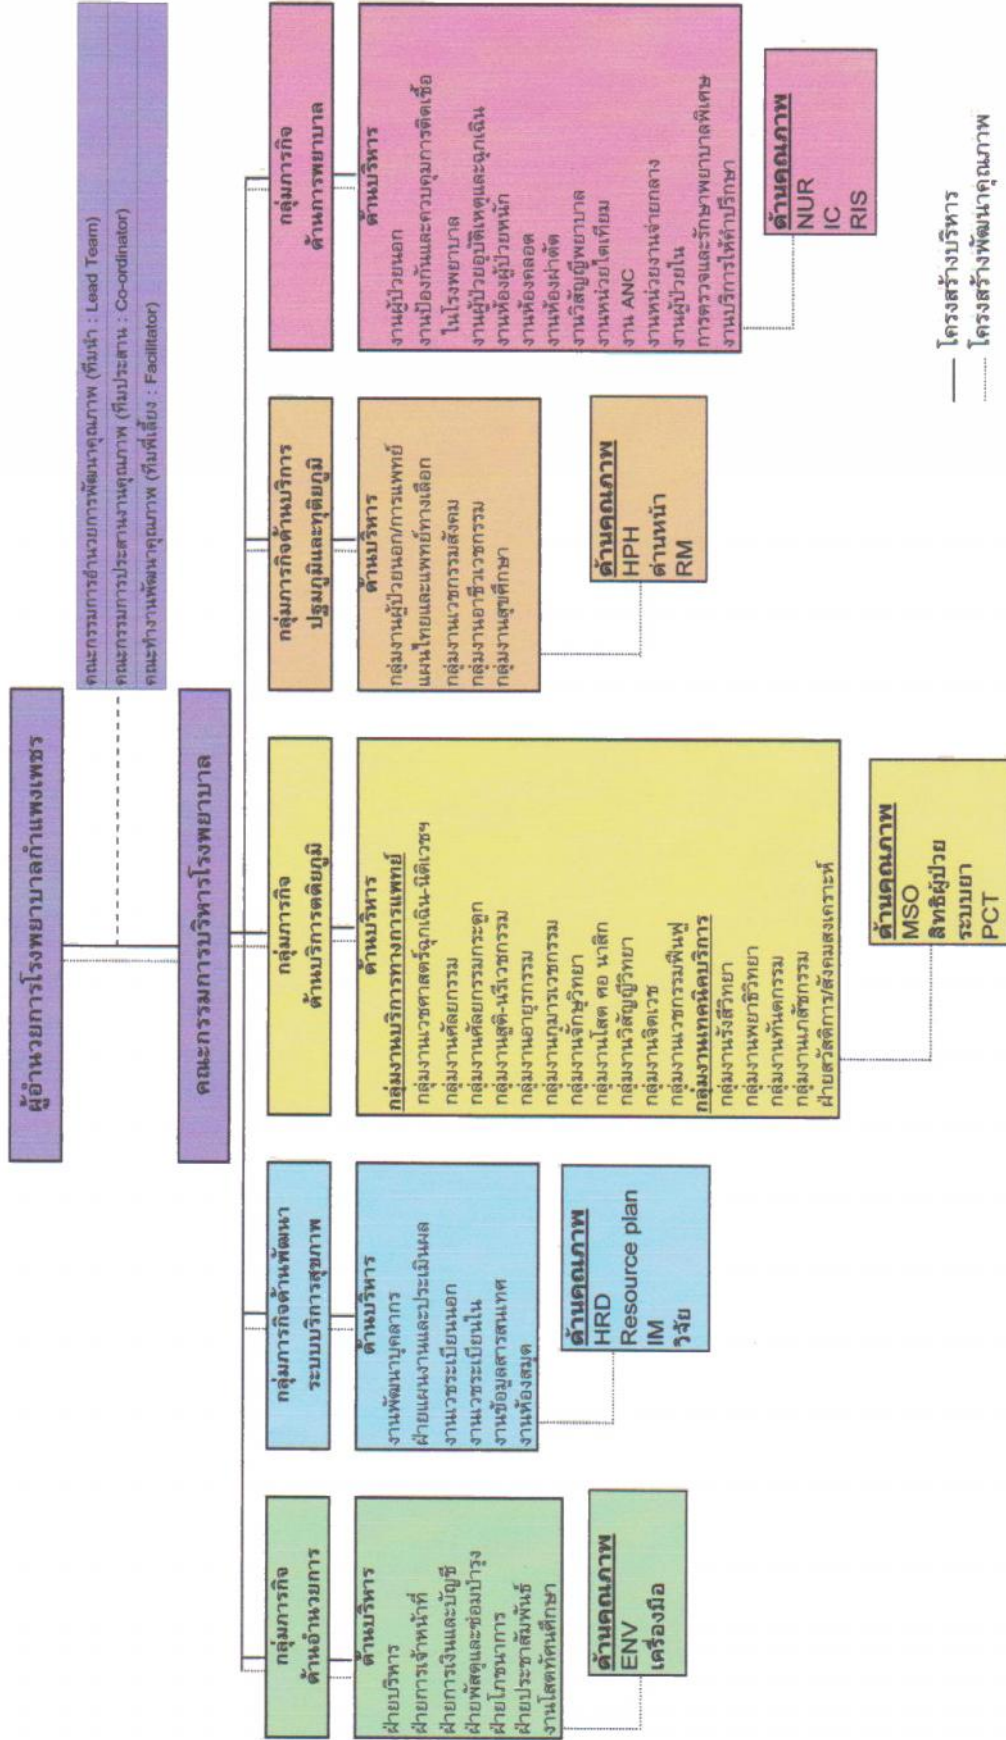 ผู้อำนวยการโรงพยาบาลกำแพงเพชร
คณะกรรมการอำนวยการพัฒนาคุณภาพ (ทีมนำ : Lead Team)
คณะกรรมการประสานงานคุณภาพ (ทีมประสาน : Co-ordinator)
คณะทำงานพัฒนาคุณภาพ (ทีมพี่เลี้ยง : Facilitator)
คณะกรรมการบริหารโรงพยาบาล
กลุ่มภารกิจ
ด้านอำนวยการ
ด้านบริหาร
ฝ่ายบริหาร
ฝ่ายการเจ้าหน้าที่
ฝ่ายการเงินและบัญชี
ฝ่ายพัสดุและซ่อมบำรุง
ฝ่ายโภชนาการ
ฝ่ายประชาสัมพันธ์
งานโสตทัศนศึกษา
ด้านคุณภาพ
ENV
เครื่องมือ
กลุ่มภารกิจด้านพัฒนา
ระบบบริการสุขภาพ
ด้านบริหาร
งานพัฒนาบุคลากร
ฝ่ายแผนงานและประเมินผล
งานเวชระเบียนนอก
งานเวชระเบียนใน
งานข้อมูลสารสนเทศ
งานห้องสมุด
ด้านคุณภาพ
HRD
Resource plan
IM
วิจัย
กลุ่มภารกิจ
ด้านบริการตติยภูมิ
ด้านบริหาร
กลุ่มงานบริการทางการแพทย์
กลุ่มงานเวชศาสตร์ฉุกเฉิน-นิติเวชฯ
กลุ่มงานศัลยกรรม
กลุ่มงานศัลยกรรมกระดูก
กลุ่มงานสูติ-นรีเวชกรรม
กลุ่มงานอายุรกรรม
กลุ่มงานกุมารเวชกรรม
กลุ่มงานจักษุวิทยา
กลุ่มงานโสต ศอ นาสิก
กลุ่มงานวิสัญญีวิทยา
กลุ่มงานจิตเวช
กลุ่มงานเวชกรรมฟื้นฟู
กลุ่มงานเทคนิคบริการ
กลุ่มงานรังสีวิทยา
กลุ่มงานพยาธิวิทยา
กลุ่มงานทันตกรรม
กลุ่มงานเภสัชกรรม
ฝ่ายสวัสดิการ/สังคมสงเคราะห์
ด้านคุณภาพ
MSO
สิทธิผู้ป่วย
ระบบยา
PCT
กลุ่มภารกิจด้านบริการ
ปฐมภูมิและทุติยภูมิ
ด้านบริหาร
กลุ่มงานผู้ป่วยนอก/การแพทย์
แผนไทยและแพทย์ทางเลือก
กลุ่มงานเวชกรรมสังคม
กลุ่มงานอาชีวเวชกรรม
กลุ่มงานสุขศึกษา
ด้านคุณภาพ
HPH
ด่านหน้า
RM
กลุ่มภารกิจ
ด้านการพยาบาล
ด้านบริหาร
งานผู้ป่วยนอก
งานป้องกันและควบคุมการติดเชื้อ
ในโรงพยาบาล
งานผู้ป่วยอุบัติเหตุและฉุกเฉิน
งานห้องผู้ป่วยหนัก
งานห้องคลอด
งานห้องผ่าตัด
งานวิสัญญีพยาบาล
งานหน่วยไตเทียม
งาน ANC
งานหน่วยงานจ่ายกลาง
งานผู้ป่วยใน
การตรวจและรักษาพยาบาลพิเศษ
งานบริการให้คำปรึกษา
ด้านคุณภาพ
NUR
IC
RIS
โครงสร้างบริหาร
โครงสร้างพัฒนาคุณภาพ